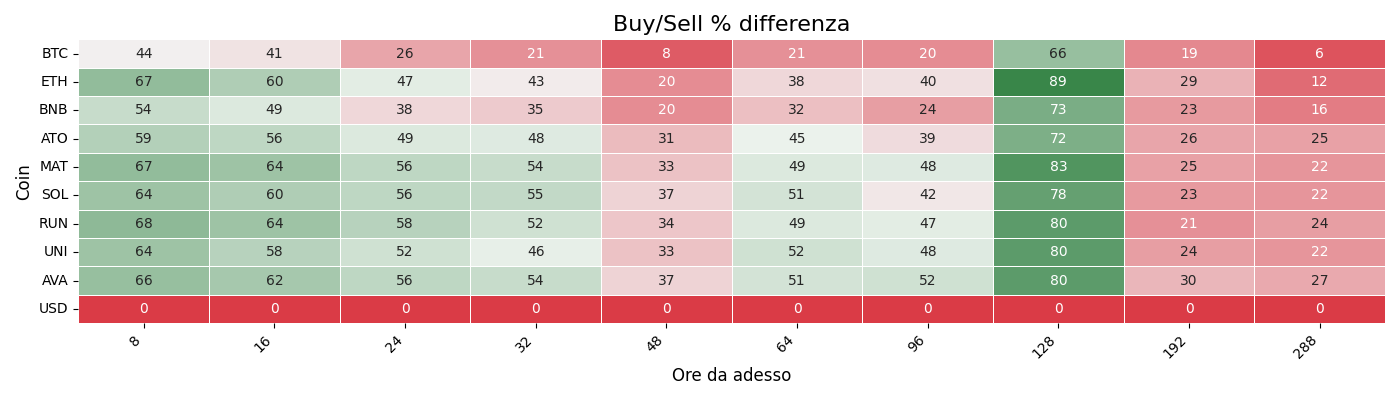 Buy/Sell % differenza
Coin
BTC 44 41 26 21 8 21 20 66 19 6
ETH 67 60 47 43 20 38 40 89 29 12
BNB 54 49 38 35 20 32 24 73 23 16
ATO 59 56 49 48 31 45 39 72 26 25
MAT 67 64 56 54 33 49 48 83 25 22
SOL 64 60 56 55 37 51 42 78 23 22
RUN 68 64 58 52 34 49 47 80 21 24
UNI 64 58 52 46 33 52 48 80 24 22
AVA 66 62 56 54 37 51 52 80 30 27
USD 0 0 0 0 0 0 0 0 0 0
8 16 24 32 48 64 96 128 192 288
Ore da adesso